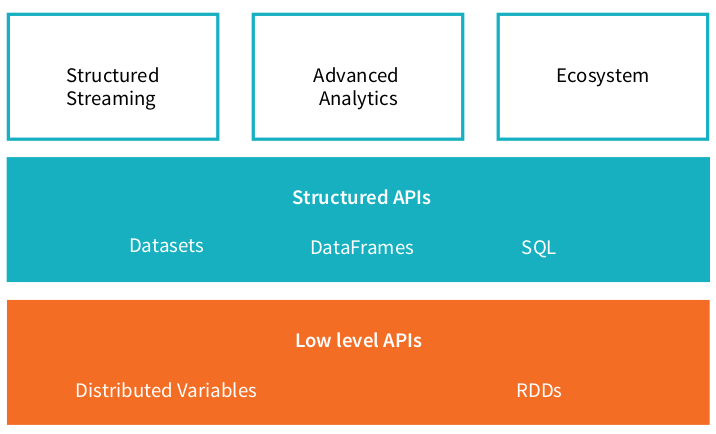 Structured
Streaming
Advanced
Analytics
Ecosystem
Structured APIs
Datasets
DataFrames
SQL
Low level APIs
Distributed Variables
RDDs